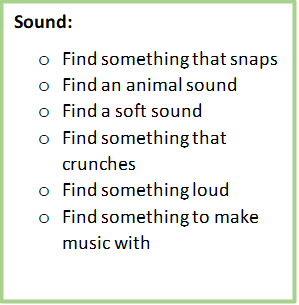 Sound:
o Find something that snaps
o Find an animal sound
o Find a soft sound
o Find something that
crunches
o Find something loud
o Find something to make
music with